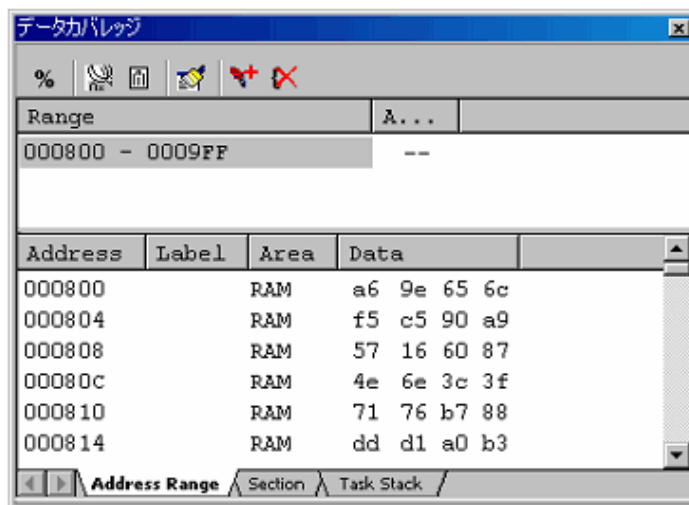 データカバレッジ
%
Range A...
000800 - 0009FF --
Address Label Area Data
000800 RAM a6 9e 65 6c
000804 RAM f5 c5 90 a9
000808 RAM 57 16 60 87
00080C RAM 4e 6e 3c 3f
000810 RAM 71 76 b7 88
000814 RAM dd d1 a0 b3
Address Range Section Task Stack